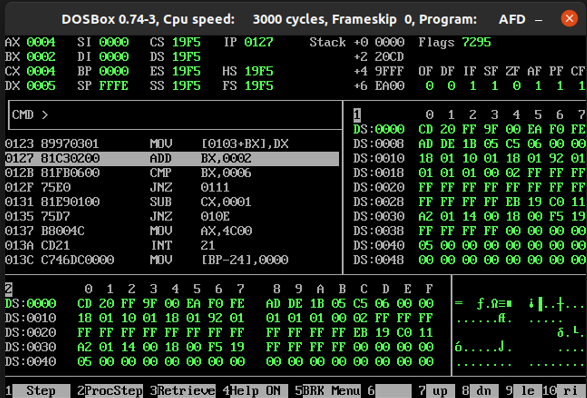 DOSBox 0.74-3, Cpu speed: 3000 cycles, Frameskip 0, Program: AFD
AX 0004 SI 0000 CS 19F5 IP 0127 Stack +0 0000 Flags 7295
BX 0002 DI 0000 DS 19F5 +2 20CD
CX 0004 BP 0000 ES 19F5 HS 19F5 +4 9FFF OF DF IF SF ZF AF PF CF
DX 0005 SP FFFE SS 19F5 FS 19F5 +6 EA00 0 0 1 1 0 1 1 1
CMD >
1 0 1 2 3 4 5 6 7
DS:0000 CD 20 FF 9F 00 EA F0 FE
0123 89970301 MOV [0103+BX],DX DS:0008 AD DE 1B 05 C5 06 00 00
0127 81C30200 ADD BX,0002 DS:0010 18 01 10 01 18 01 92 01
012B 81FB0600 CMP BX,0006 DS:0018 01 01 01 00 02 FF FF FF
012F 75E0 JNZ 0111 DS:0020 FF FF FF FF FF FF FF FF
0131 81E90100 SUB CX,0001 DS:0028 FF FF FF FF EB 19 C0 11
0135 75D7 JNZ 010E DS:0030 A2 01 14 00 18 00 F5 19
0137 B8004C MOV AX,4C00 DS:0038 FF FF FF FF 00 00 00 00
013A CD21 INT 21 DS:0040 05 00 00 00 00 00 00 00
013C C746DC0000 MOV [BP-24],0000 DS:0048 00 00 00 00 00 00 00 00
2 0 1 2 3 4 5 6 7 8 9 A B C D E F
DS:0000 CD 20 FF 9F 00 EA F0 FE AD DE 1B 05 C5 06 00 00
DS:0010 18 01 10 01 18 01 92 01 01 01 01 00 02 FF FF FF
DS:0020 FF FF FF FF FF FF FF FF FF FF FF FF EB 19 C0 11
DS:0030 A2 01 14 00 18 00 F5 19 FF FF FF FF 00 00 00 00
DS:0040 05 00 00 00 00 00 00 00 00 00 00 00 00 00 00 00
1 Step 2 ProcStep 3 Retrieve 4 Help ON 5 BRK Menu 6 7 up 8 dn 9 le 10 ri